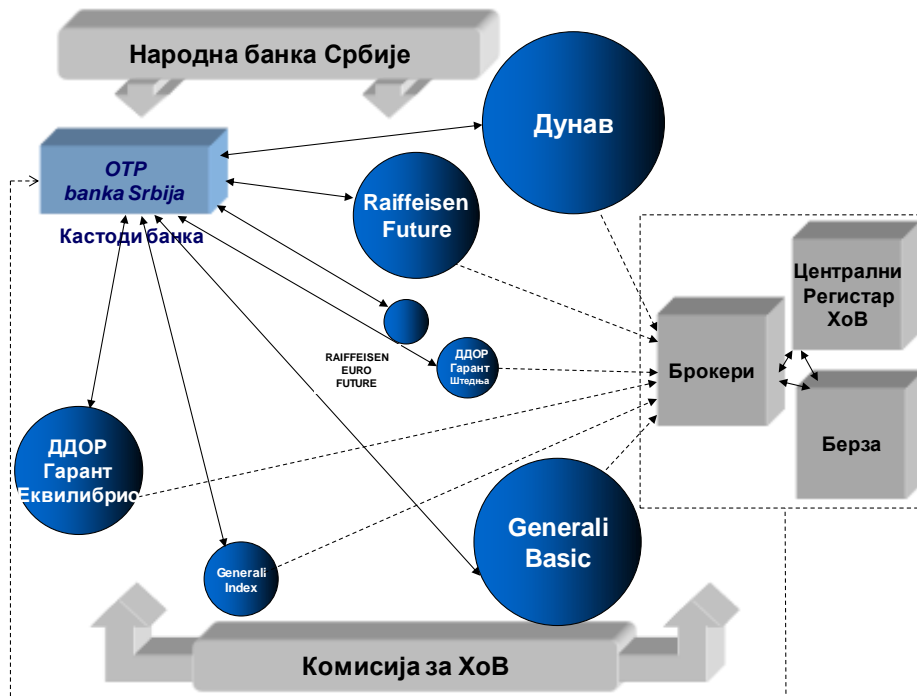 Народна банка Србије
Дунав
OTP
banka Srbija
Кастоди банка
Raiffeisen
Future
Централни
Регистар
ХоВ
RAIFFEISEN
EURO
FUTURE
ДДОР
Гарант
Штедња
Брокери
Берза
ДДОР
Гарант
Еквилибрио
Generali
Basic
Generali
Index
Комисија за ХоВ